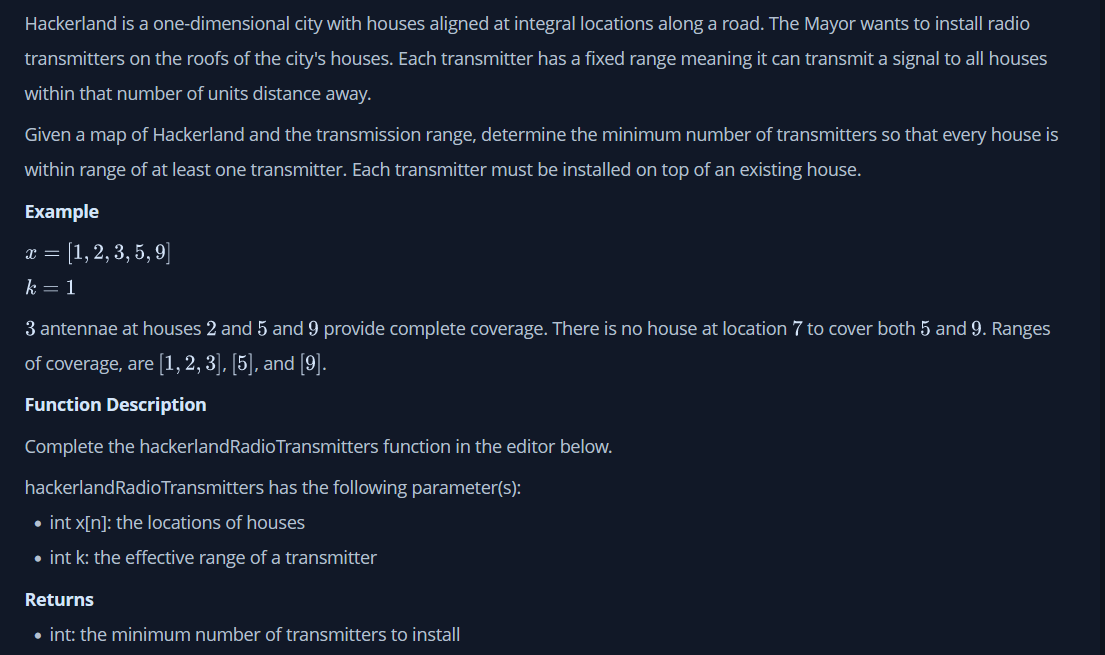 Hackerland is a one-dimensional city with houses aligned at integral locations along a road. The Mayor wants to install radio
transmitters on the roofs of the city's houses. Each transmitter has a fixed range meaning it can transmit a signal to all houses
within that number of units distance away.
Given a map of Hackerland and the transmission range, determine the minimum number of transmitters so that every house is
within range of at least one transmitter. Each transmitter must be installed on top of an existing house.
Example
x = [1, 2, 3, 5, 9]
k = 1
3 antennae at houses 2 and 5 and 9 provide complete coverage. There is no house at location 7 to cover both 5 and 9. Ranges
of coverage, are [1, 2, 3], [5], and [9].
Function Description
Complete the hackerlandRadioTransmitters function in the editor below.
hackerlandRadioTransmitters has the following parameter(s):
• int x[n]: the locations of houses
• int k: the effective range of a transmitter
Returns
• int: the minimum number of transmitters to install